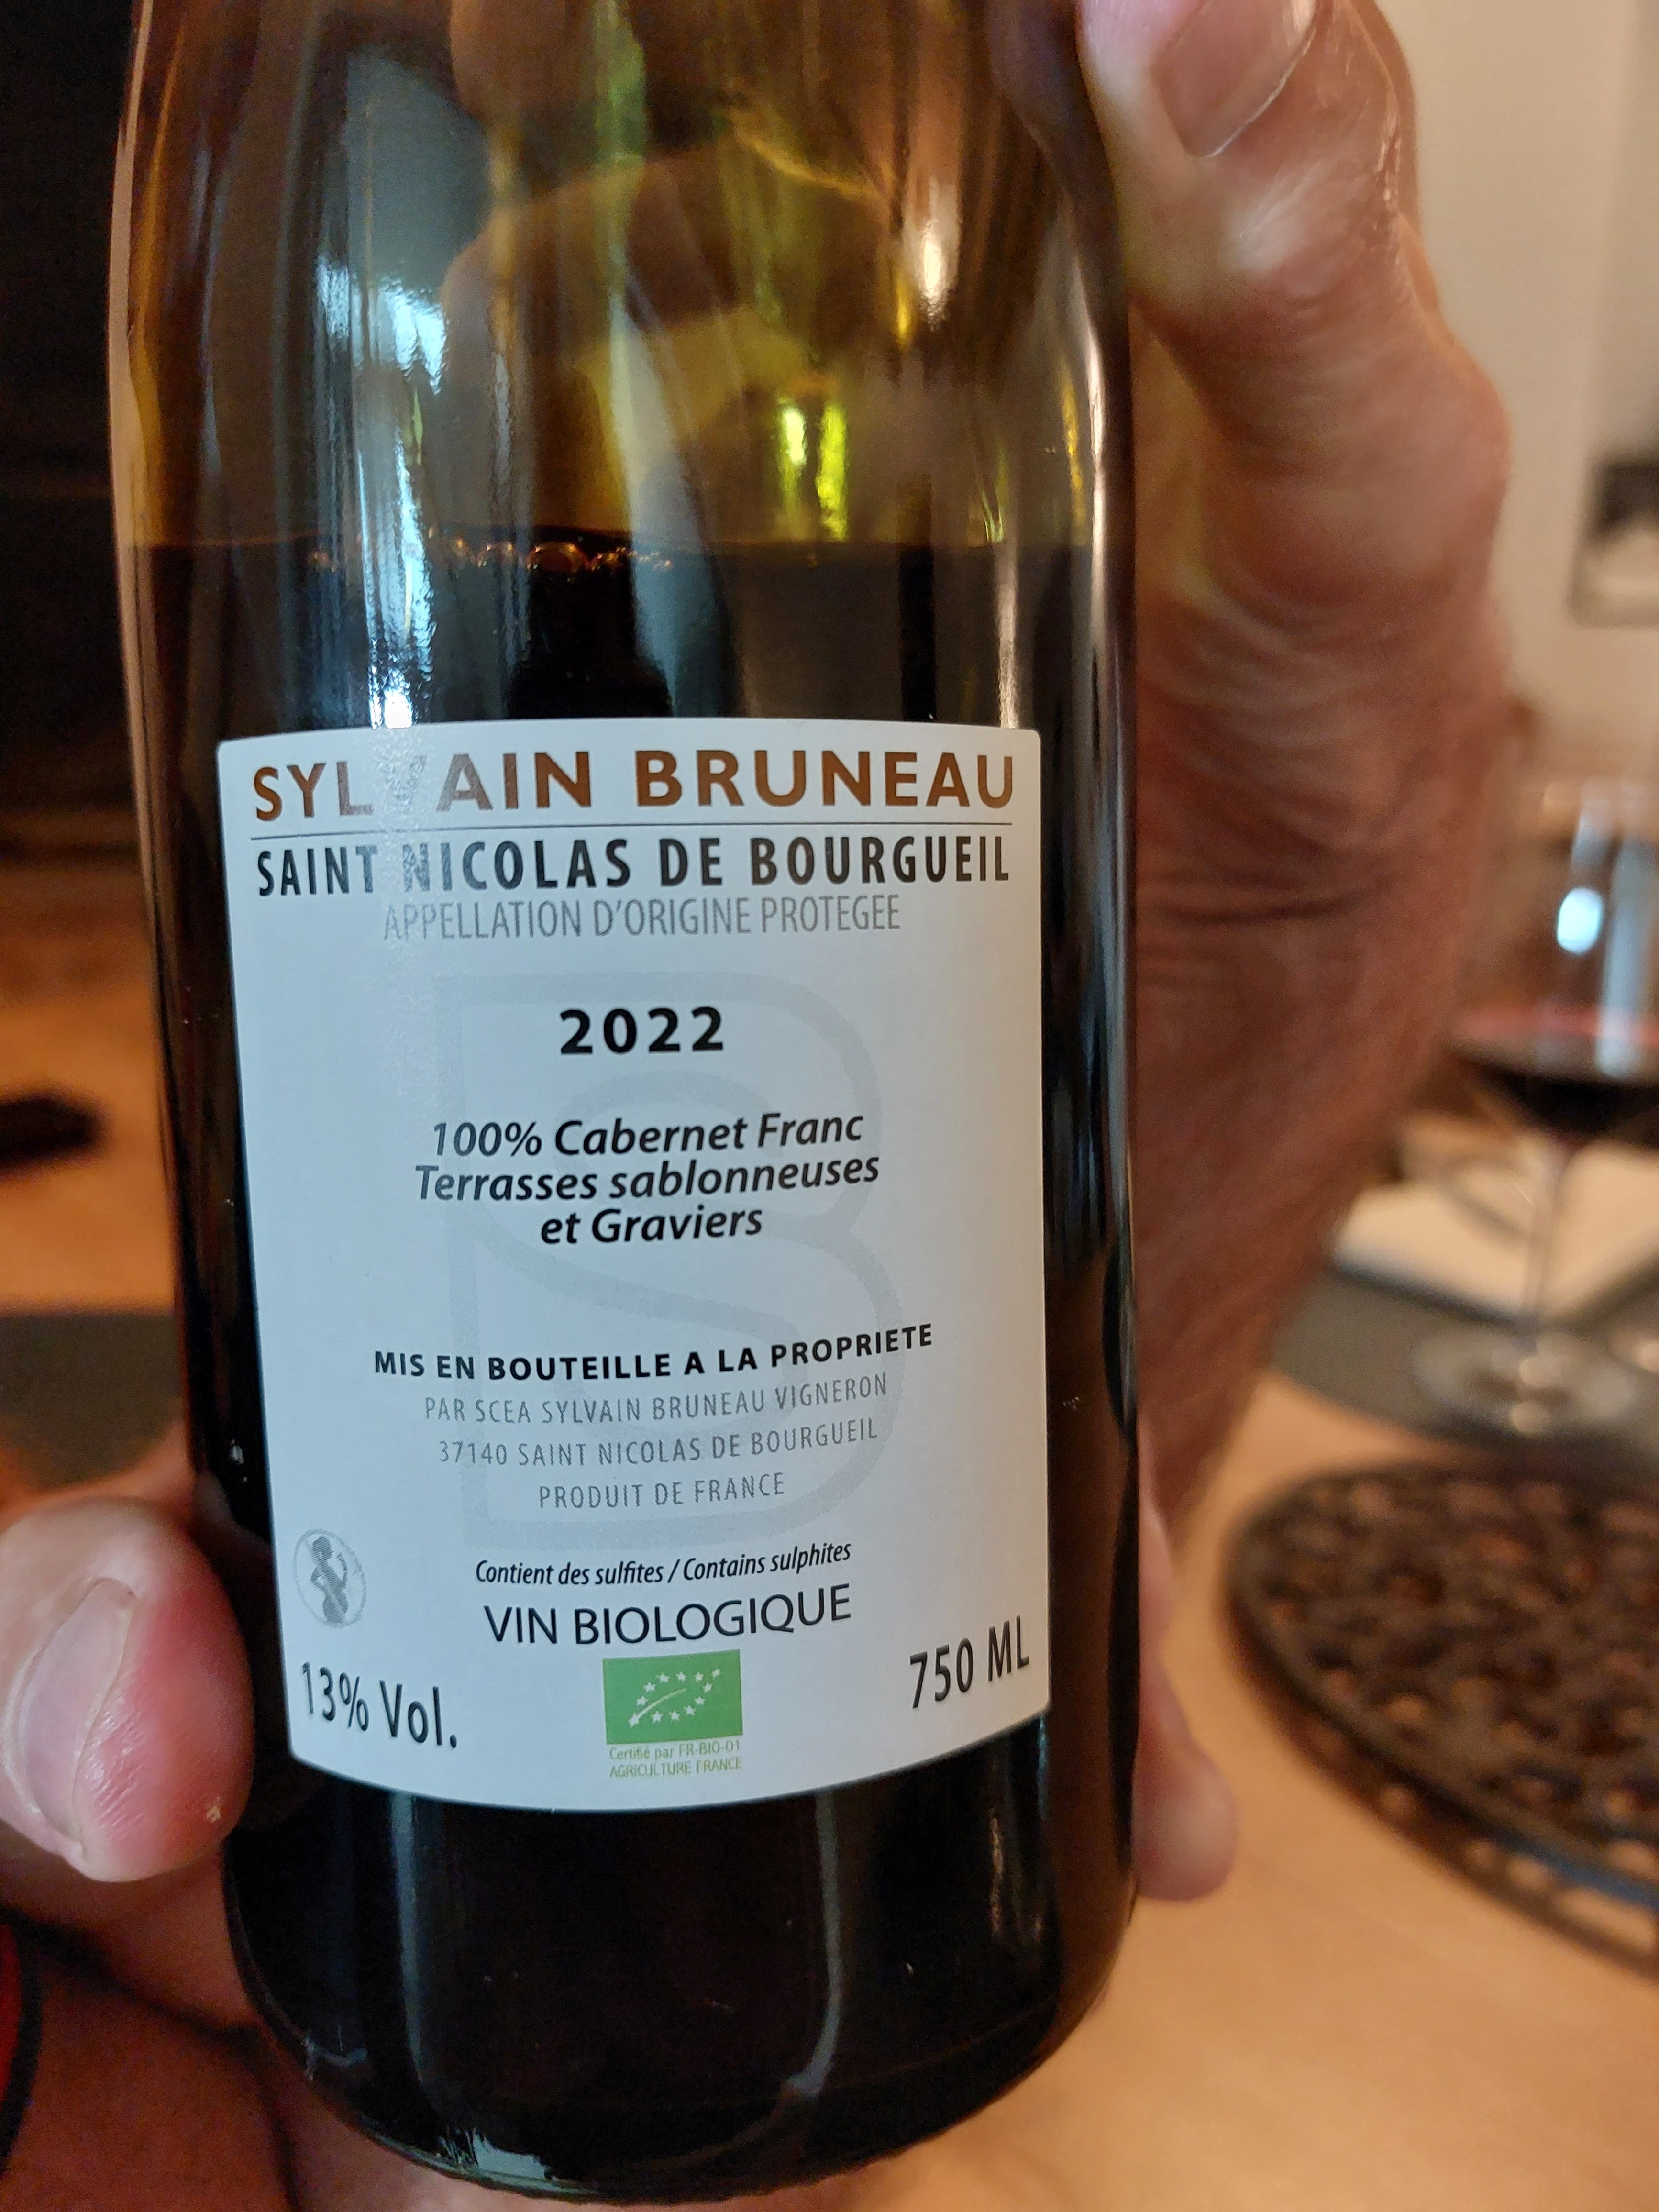 SYLVAIN BRUNEAU
SAINT NICOLAS DE BOURGUEIL
APPELLATION D'ORIGINE PROTEGEE
2022
100% Cabernet Franc
Terrasses sablonneuses
et Graviers
MIS EN BOUTEILLE A LA PROPRIETE
PAR SCEA SYLVAIN BRUNEAU VIGNERON
37140 SAINT NICOLAS DE BOURGUEIL
PRODUIT DE FRANCE
Contient des sulfites / Contains sulphites
VIN BIOLOGIQUE
13% Vol.
750 ML
Certifié par FR-BIO-01
AGRICULTURE FRANCE